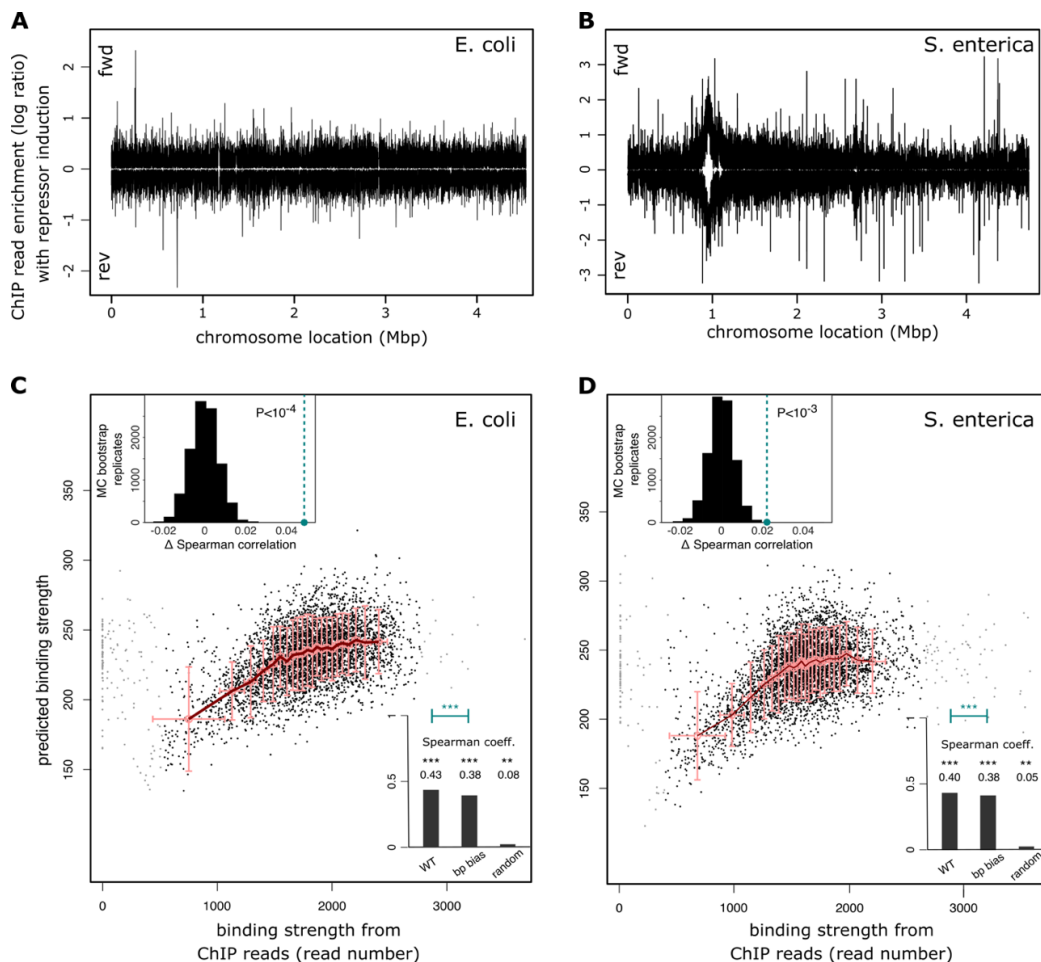 A
E. coli
ChIP read enrichment (log ratio)
with repressor induction
fwd
rev
2
1
0
-1
-2
0 1 2 3 4
chromosome location (Mbp)
B
S. enterica
fwd
rev
3
2
1
0
-1
-2
-3
0 1 2 3 4
chromosome location (Mbp)
C
E. coli
P<10-4
MC bootstrap
replicates
0 1000 2000
-0.02 0 0.02 0.04
Δ Spearman correlation
predicted binding strength
350
300
250
200
150
***
Spearman coeff.
*** *** **
0.43 0.38 0.08
1
0.5
0
WT bp bias random
0 1000 2000 3000
binding strength from
ChIP reads (read number)
D
S. enterica
P<10-3
MC bootstrap
replicates
0 1000 2000
-0.02 0 0.02 0.04
Δ Spearman correlation
350
300
250
200
150
***
Spearman coeff.
*** *** **
0.40 0.38 0.05
1
0.5
0
WT bp bias random
0 1000 2000 3000
binding strength from
ChIP reads (read number)